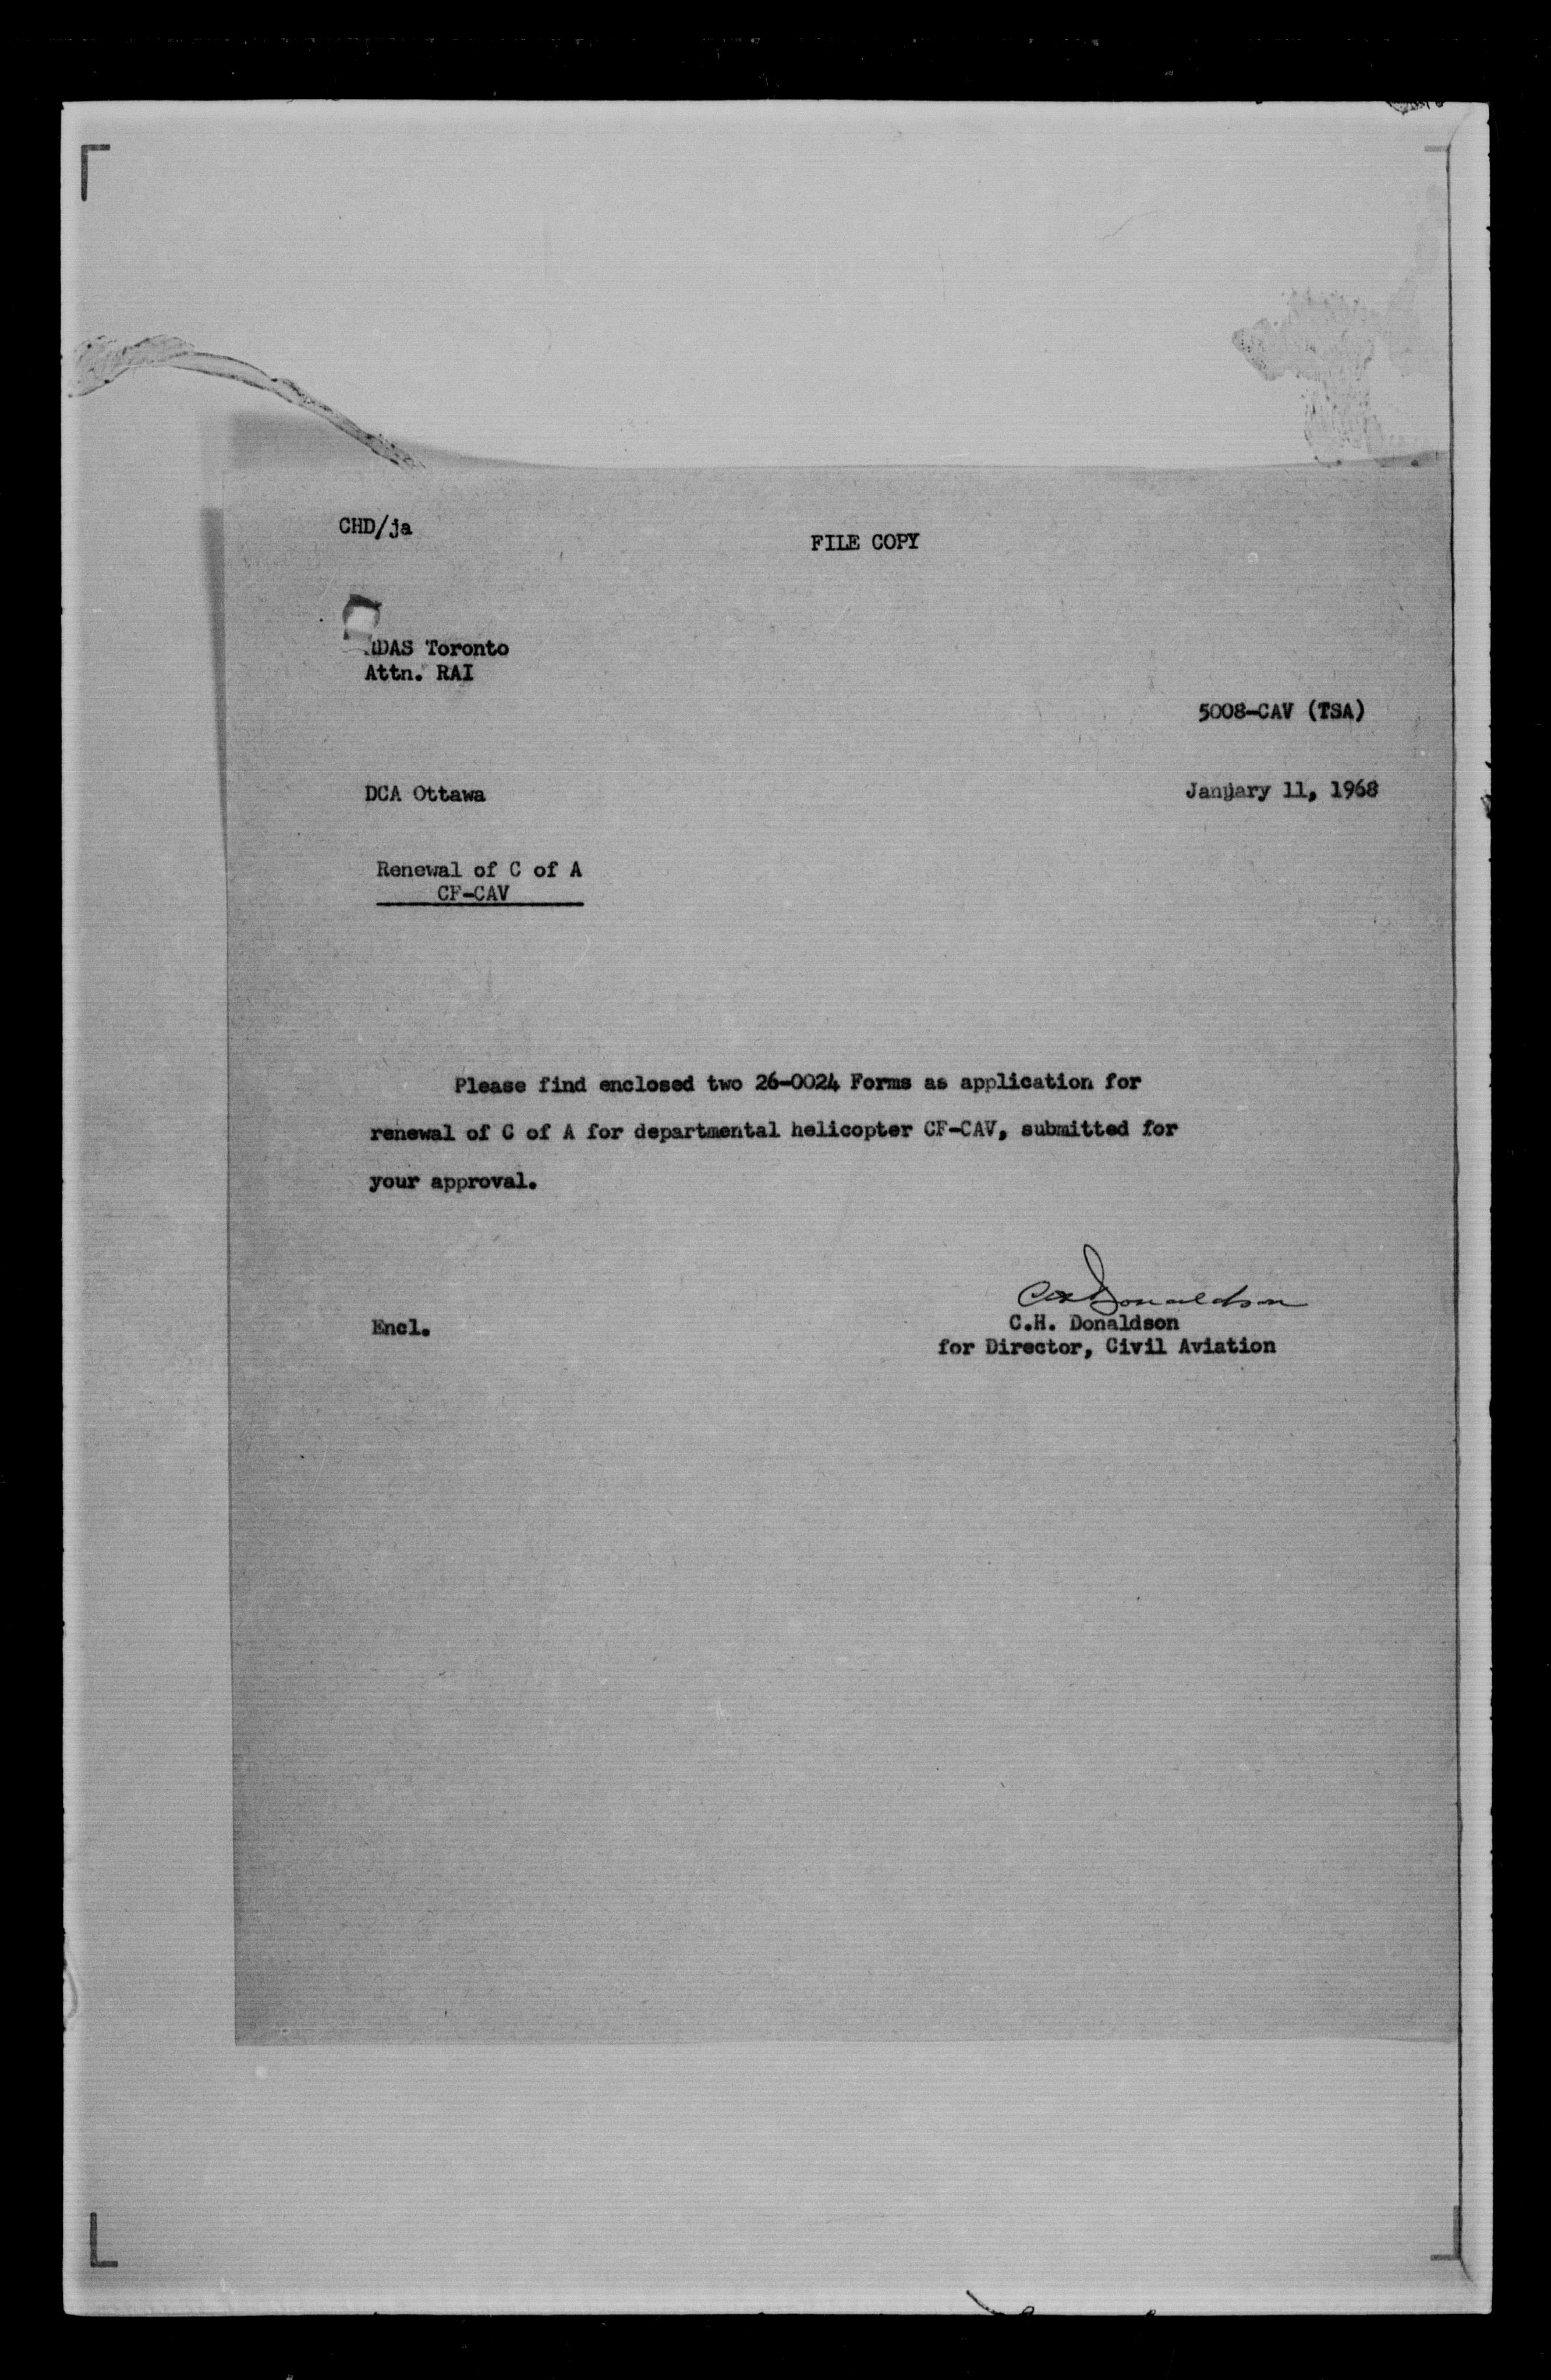 CHD/ja
FILE COPY
RDAS Toronto
Attn. RAI
5008-CAV (TSA)
DCA Ottawa
January 11, 1968
Renewal of C of A
CF-CAV
Please find enclosed two 26-0024 Forms as application for
renewal of C of A for departmental helicopter CF-CAV, submitted for
your approval.
CHDonaldson
Encl.
C.H. Donaldson
for Director, Civil Aviation